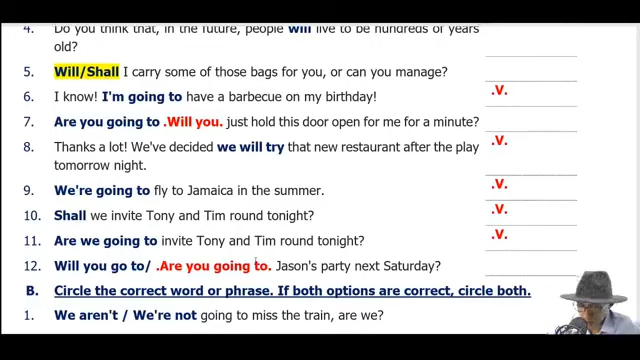 4. Do you think that, in the future, people will live to be hundreds of years
old?
5. Will/Shall I carry some of those bags for you, or can you manage?
6. I know! I'm going to have a barbecue on my birthday! .V.
7. Are you going to .Will you. just hold this door open for me for a minute?
8. Thanks a lot! We've decided we will try that new restaurant after the play .V.
tomorrow night.
9. We're going to fly to Jamaica in the summer. .V.
10. Shall we invite Tony and Tim round tonight? .V.
11. Are we going to invite Tony and Tim round tonight? .V.
12. Will you go to/ .Are you going to. Jason's party next Saturday?
B. Circle the correct word or phrase. If both options are correct, circle both.
1. We aren't / We're not going to miss the train, are we?